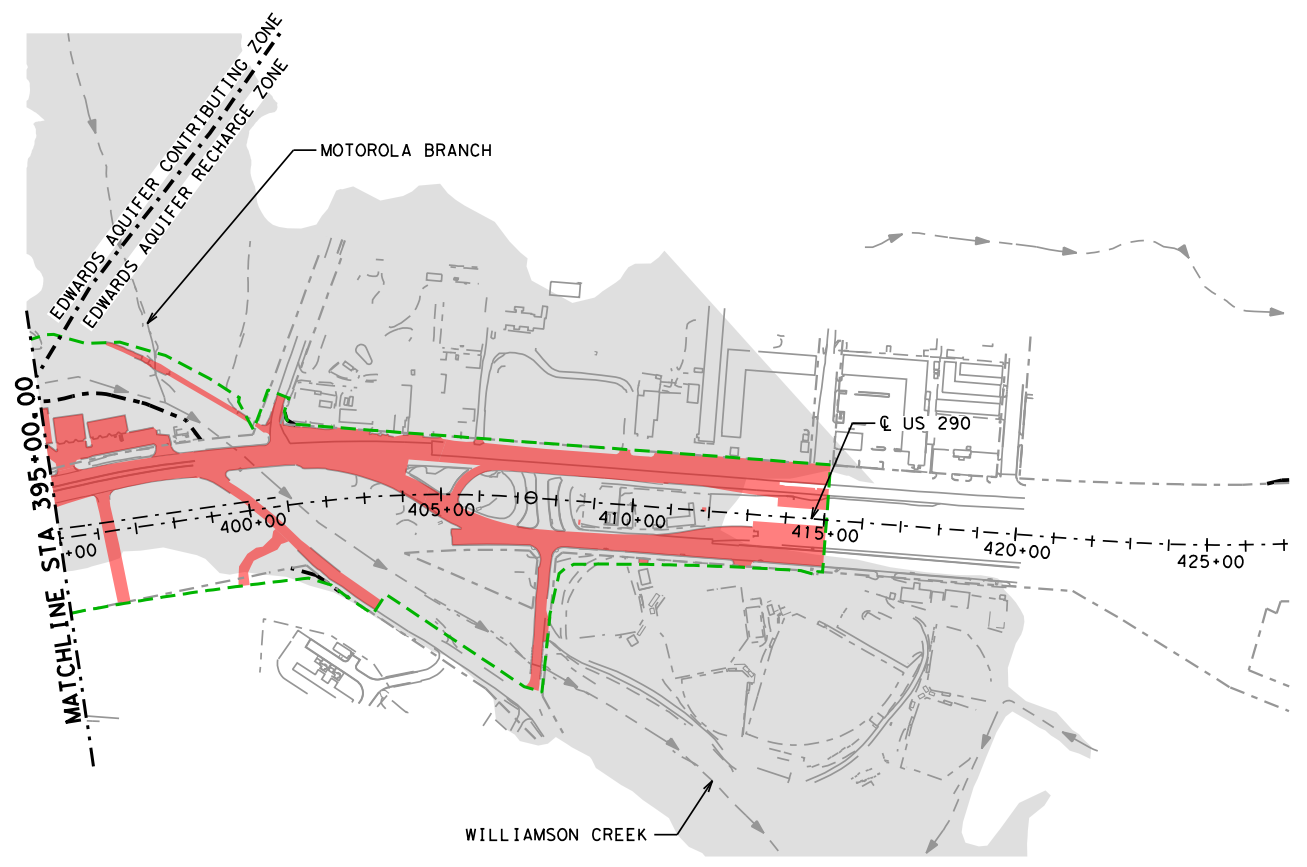 EDWARDS AQUIFER CONTRIBUTING ZONE
EDWARDS AQUIFER RECHARGE ZONE
MOTOROLA BRANCH
MATCHLINE STA 395+00.00
℄ US 290
+00
400+00
405+00
410+00
415+00
420+00
425+00
WILLIAMSON CREEK